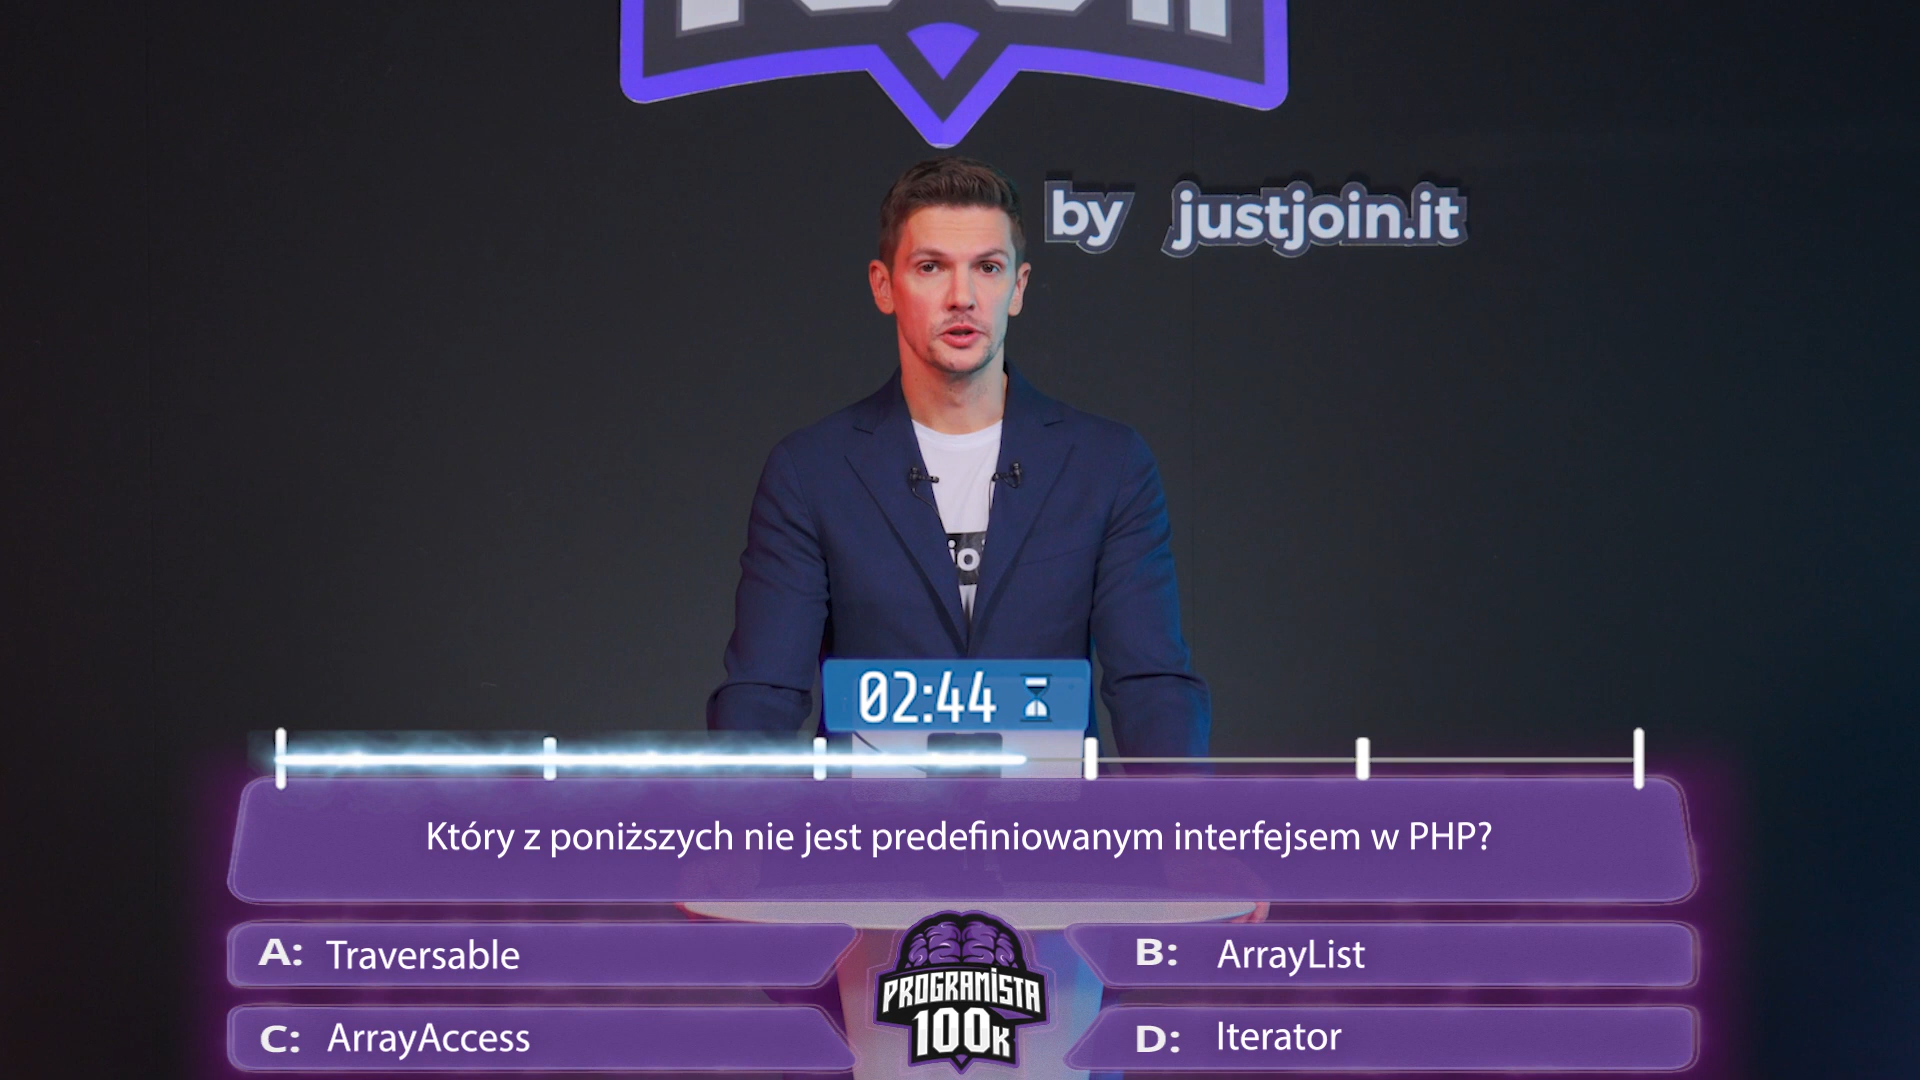 by justjoin.it
02:44
Który z poniższych nie jest predefiniowanym interfejsem w PHP?
A: Traversable
B: ArrayList
C: ArrayAccess
D: Iterator
PROGRAMiSTA
100K